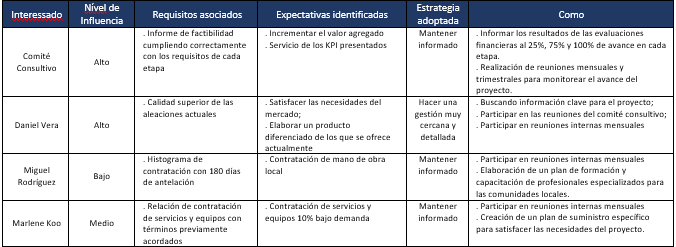 Interessado
Nível de
Influencia
Requisitos asociados
Expectativas identificadas
Estrategia
adoptada
Como
Comité
Consultivo
Alto
. Informe de factibilidad
cumpliendo correctamente
con los requisitos de cada
etapa
. Incrementar el valor agregado
. Servicio de los KPI presentados
Mantener
informado
. Informar los resultados de las evaluaciones
financieras al 25%, 75% y 100% de avance en cada
etapa.
. Realización de reuniones mensuales y
trimestrales para monitorear el avance del
proyecto.
Daniel Vera
Alto
. Calidad superior de las
aleaciones actuales
. Satisfacer las necesidades del
mercado;
. Elaborar un producto
diferenciado de los que se ofrece
actualmente
Hacer una
gestión muy
cercana y
detallada
. Buscando información clave para el proyecto;
. Participar en las reuniones del comité consultivo;
. Participar en reuniones internas mensuales
Miguel
Rodríguez
Bajo
. Histograma de
contratación con 180 días
de antelación
. Contratación de mano de obra
local
Mantener
informado
. Participar en reuniones internas mensuales
. Elaboración de un plan de formación y
capacitación de profesionales especializados para
las comunidades locales.
Marlene Koo
Medio
. Relación de contratación
de servicios y equipos con
términos previamente
acordados
. Contratación de servicios y
equipos 10% bajo demanda
Mantener
informado
. Participar en reuniones internas mensuales
. Creación de un plan de suministro específico
para satisfacer las necesidades del proyecto.